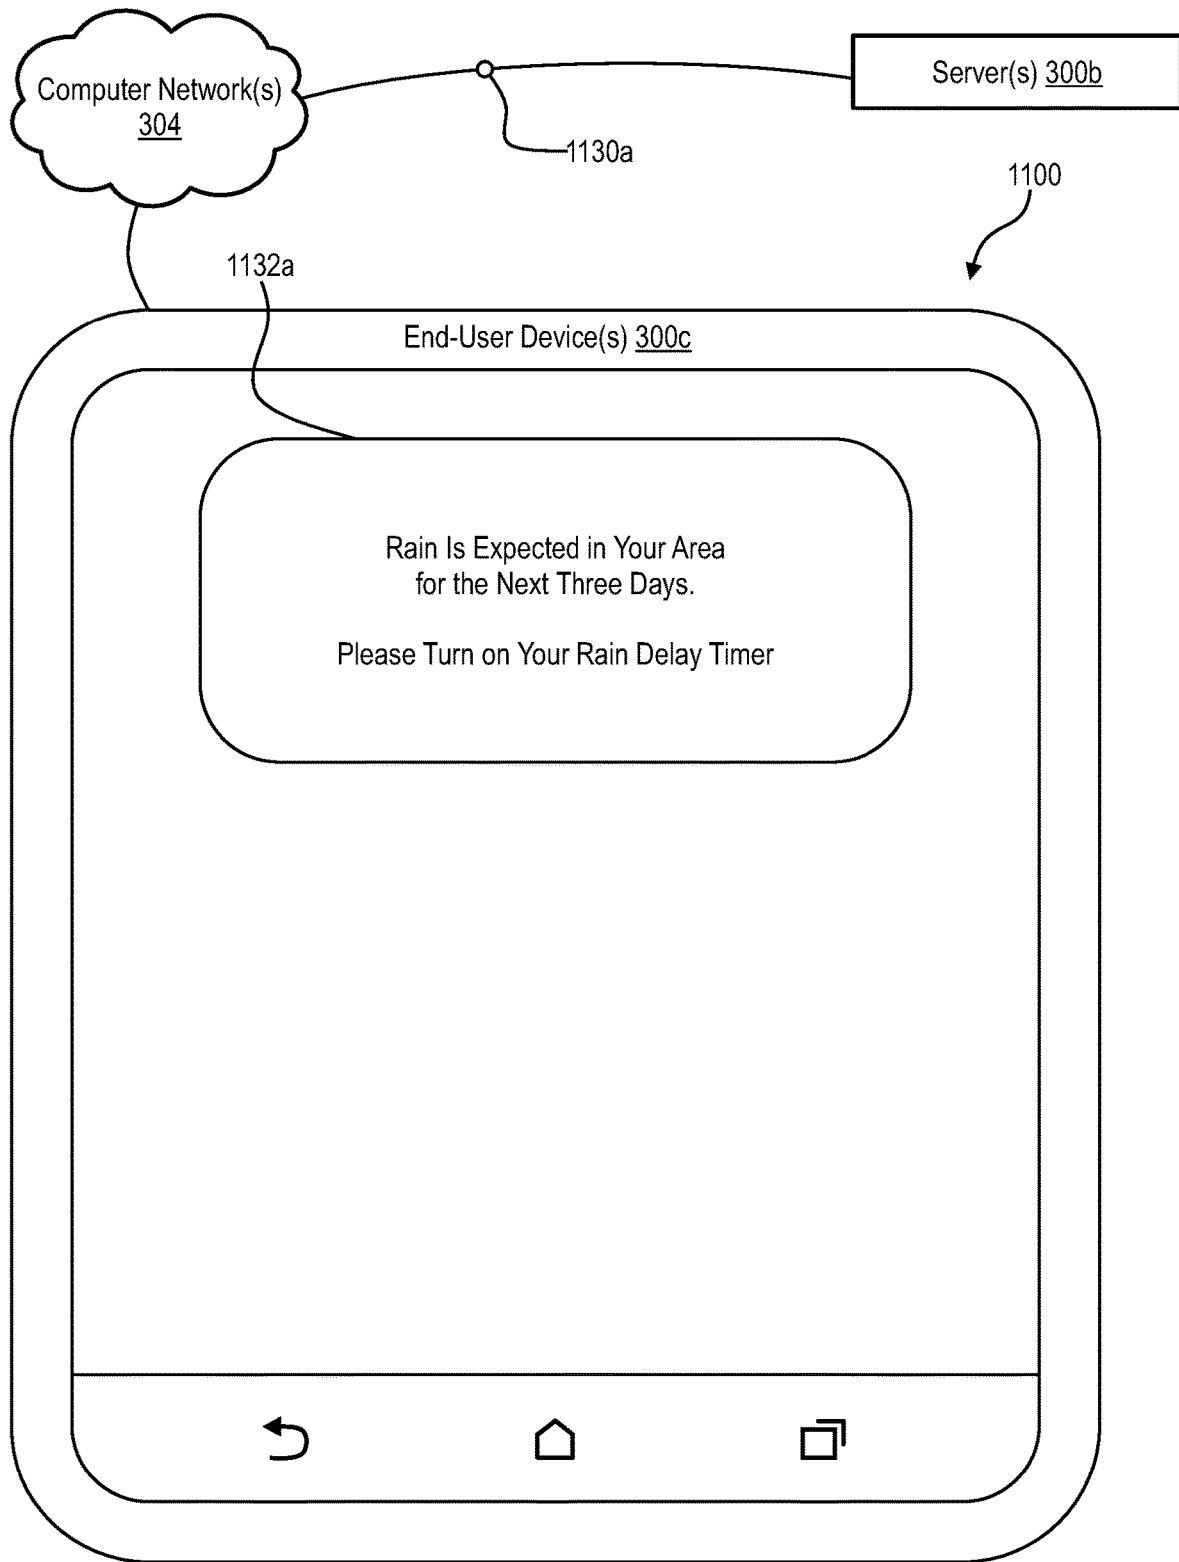 Computer Network(s)
304
Server(s) 300b
1130a
1100
1132a
End-User Device(s) 300c
Rain Is Expected in Your Area
for the Next Three Days.
Please Turn on Your Rain Delay Timer